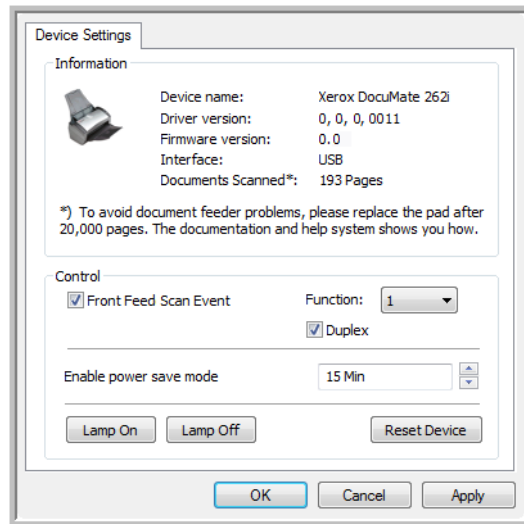 Device Settings
Information
Device name: Xerox DocuMate 262i
Driver version: 0, 0, 0, 0011
Firmware version: 0.0
Interface: USB
Documents Scanned*: 193 Pages
*) To avoid document feeder problems, please replace the pad after
20,000 pages. The documentation and help system shows you how.
Control
Front Feed Scan Event Function: 1
Duplex
Enable power save mode 15 Min
Lamp On Lamp Off Reset Device
OK Cancel Apply